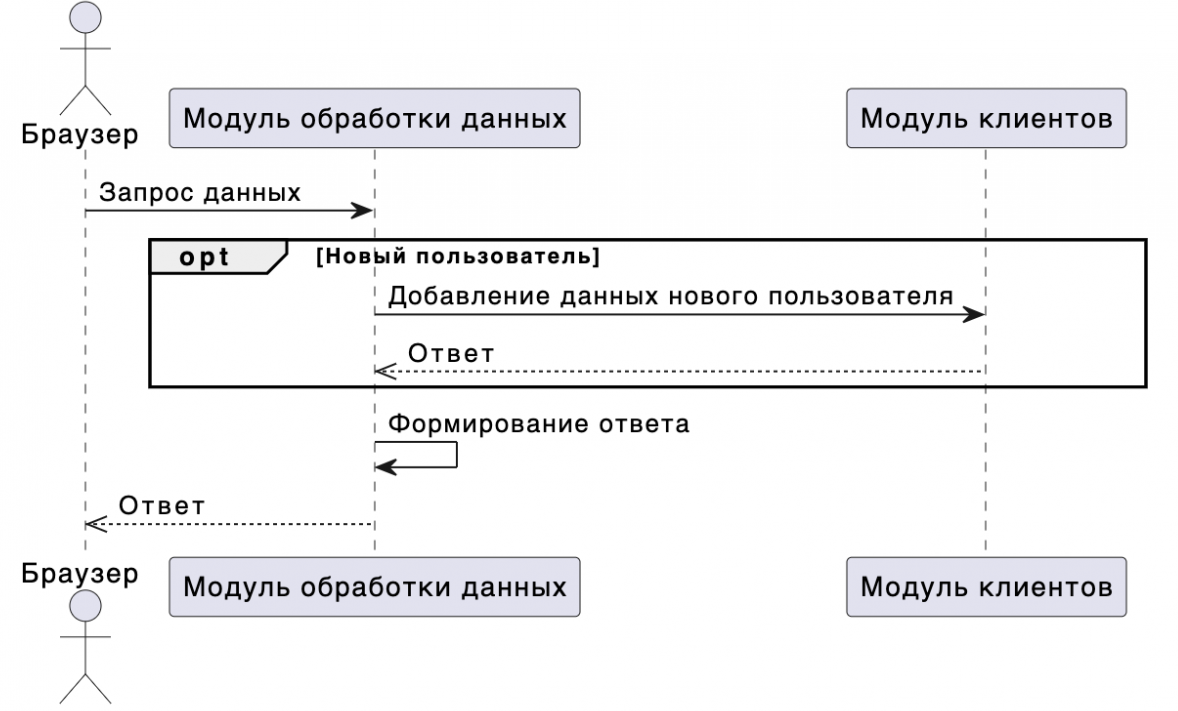 Браузер
Модуль обработки данных
Модуль клиентов
Запрос данных
opt
[Новый пользователь]
Добавление данных нового пользователя
Ответ
Формирование ответа
Ответ
Браузер
Модуль обработки данных
Модуль клиентов